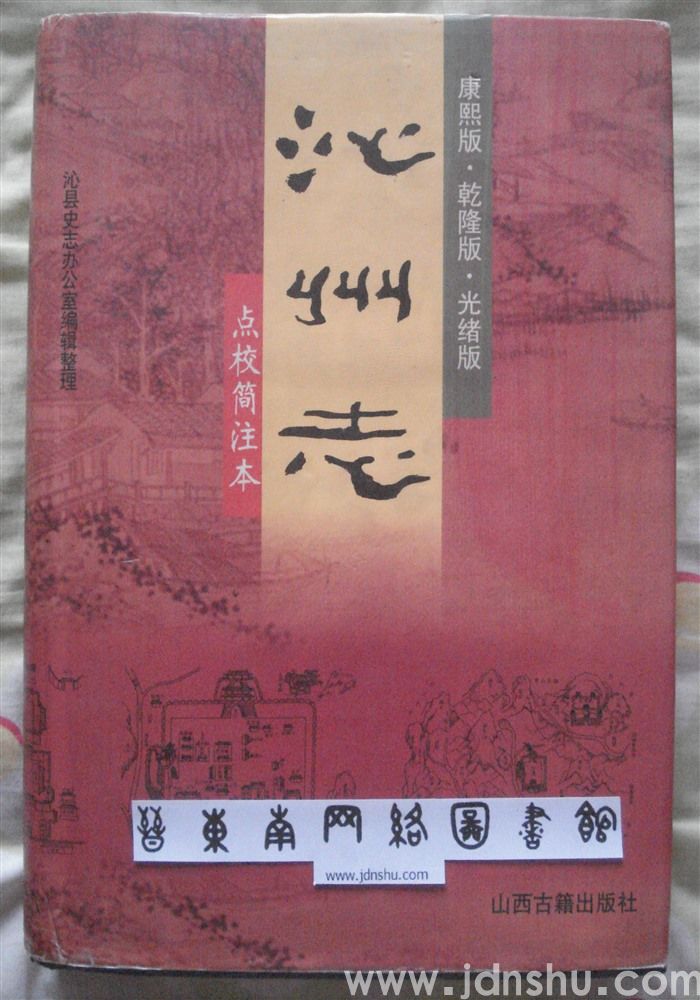 康熙版·乾隆版·光绪版
沁州志
点校简注本
沁县史志办公室编辑整理
晋東南网络圖書館
www.jdnshu.com
山西古籍出版社
www.jdnshu.com